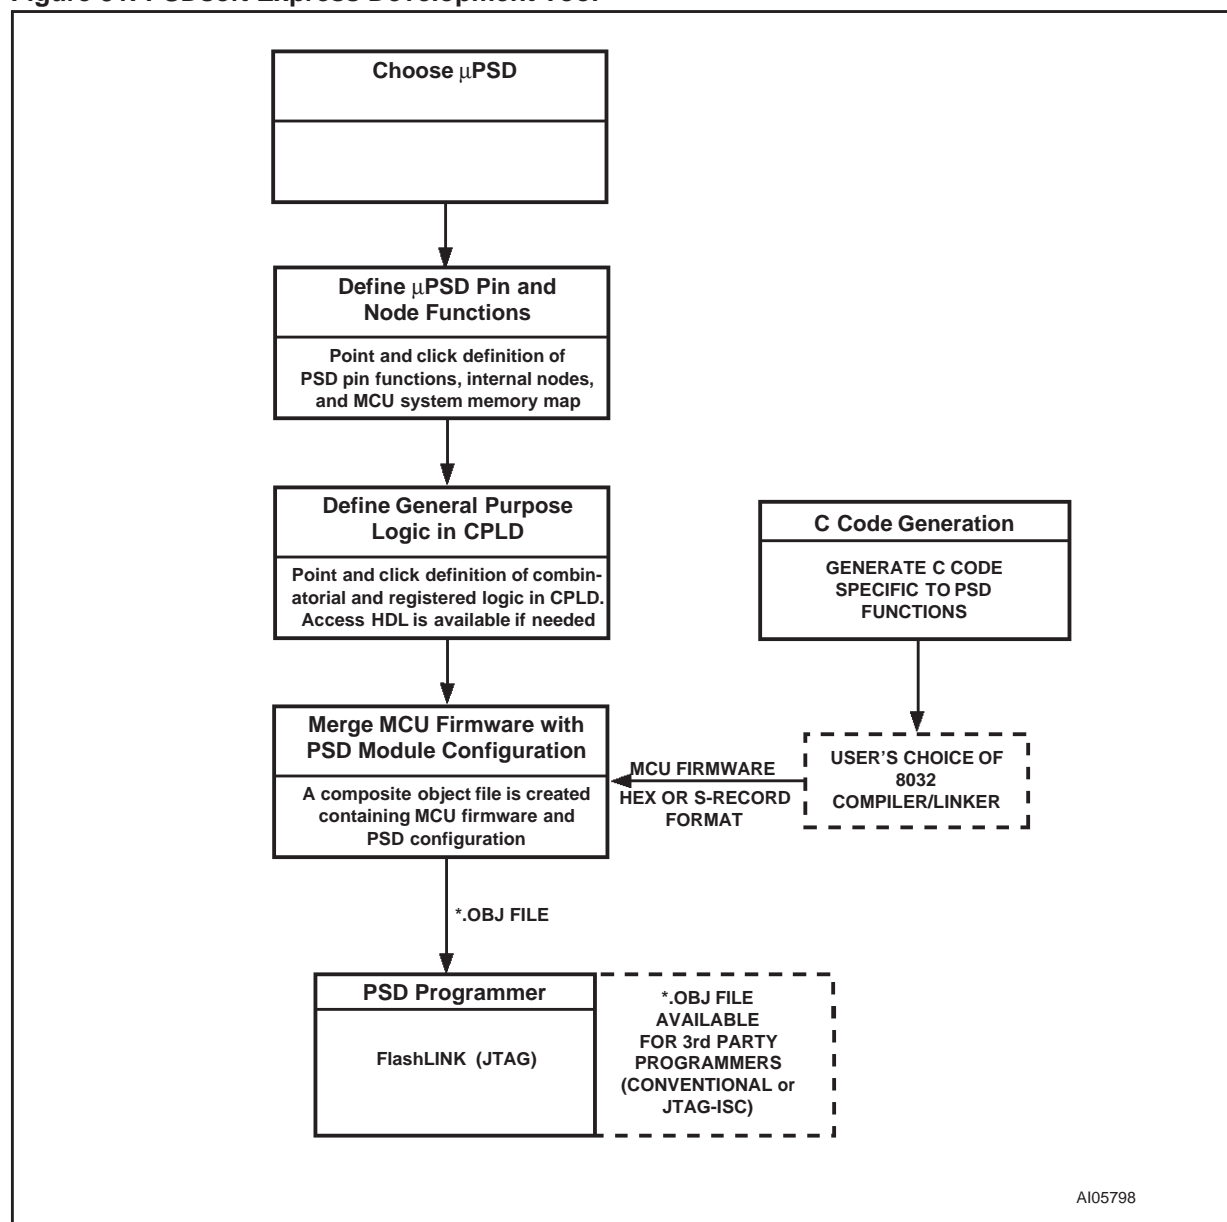 Choose μPSD
Define μPSD Pin and
Node Functions
Point and click definition of
PSD pin functions, internal nodes,
and MCU system memory map
Define General Purpose
Logic in CPLD
Point and click definition of combin-
atorial and registered logic in CPLD.
Access HDL is available if needed
C Code Generation
GENERATE C CODE
SPECIFIC TO PSD
FUNCTIONS
Merge MCU Firmware with
PSD Module Configuration
A composite object file is created
containing MCU firmware and
PSD configuration
MCU FIRMWARE
HEX OR S-RECORD
FORMAT
USER'S CHOICE OF
8032
COMPILER/LINKER
*.OBJ FILE
PSD Programmer
FlashLINK (JTAG)
*.OBJ FILE
AVAILABLE
FOR 3rd PARTY
PROGRAMMERS
(CONVENTIONAL or
JTAG-ISC)
AI05798